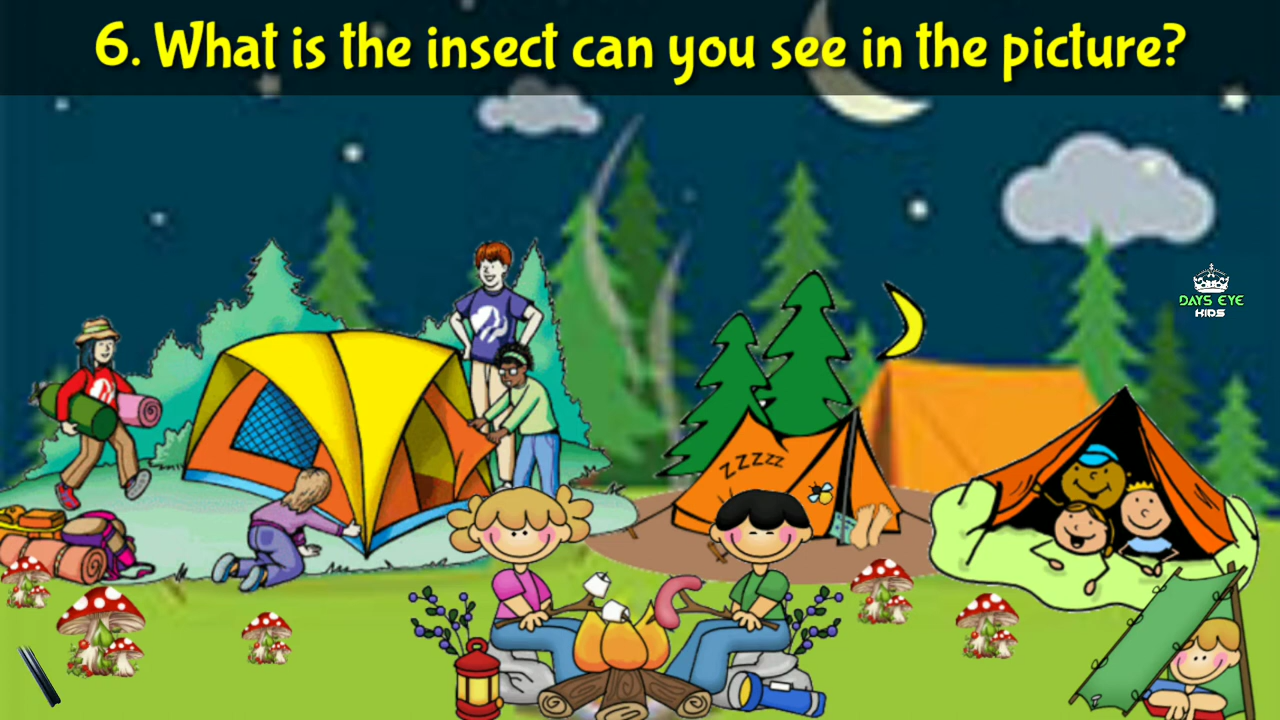 6. What is the insect can you see in the picture?
DAYS EYE
KIDS
ZZZZZ